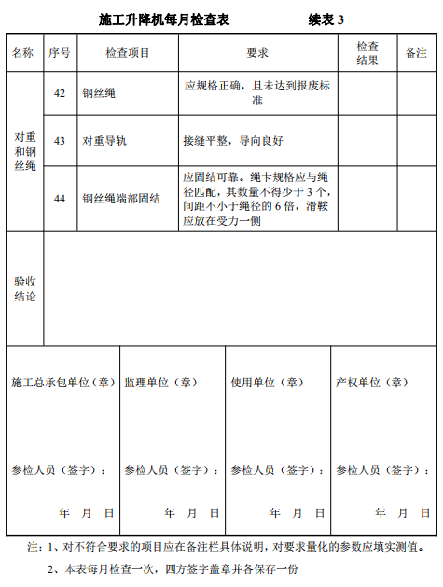 施工升降机每月检查表 续表 3
名称 序号 检查项目 要求 检查结果 备注
对重和钢丝绳
42 钢丝绳 应规格正确，且未达到报废标
准
43 对重导轨 接缝平整，导向良好
44 钢丝绳端部固结
应固结可靠。绳卡规格应与绳
径匹配，其数量不得少于 3 个，
间距不小于绳径的 6 倍，滑鞍
应放在受力一侧
验收
结论
施工总承包单位（章） 监理单位（章） 使用单位（章） 产权单位（章）
参检人员（签字）： 参检人员（签字）： 参检人员（签字）： 参检人员（签字）：
年 月 日 年 月 日 年 月 日 年 月 日
注：1、对不符合要求的项目应在备注栏具体说明，对要求量化的参数应填实测值。
2、本表每月检查一次，四方签字盖章并各保存一份